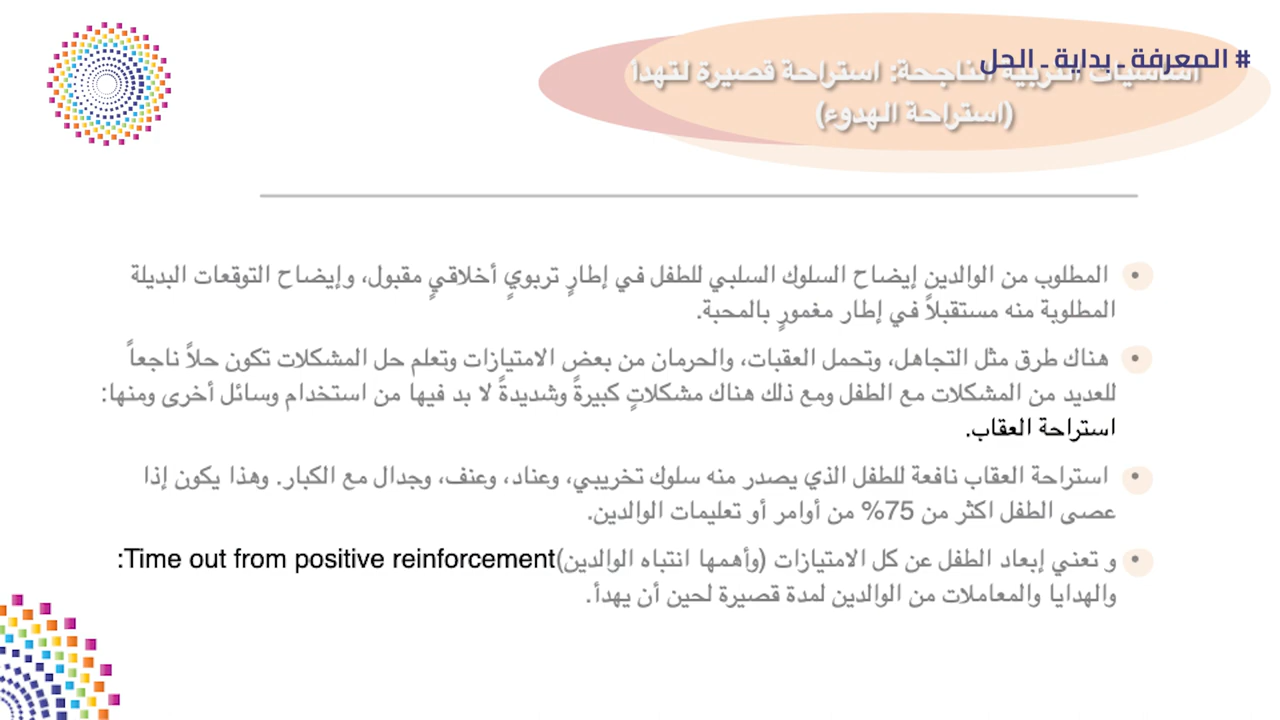 # المعرفة ـ بداية ـ الحل
أساسيات التربية الناجحة: استراحة قصيرة لتهدأ
(استراحة الهدوء)
• المطلوب من الوالدين إيضاح السلوك السلبي للطفل في إطارٍ تربويٍ أخلاقيٍ مقبول، وإيضاح التوقعات البديلة
المطلوبة منه مستقبلاً في إطار مغمورٍ بالمحبة.
• هناك طرق مثل التجاهل، وتحمل العقبات، والحرمان من بعض الامتيازات وتعلم حل المشكلات تكون حلاً ناجعاً
للعديد من المشكلات مع الطفل ومع ذلك هناك مشكلاتٍ كبيرةً وشديدةً لا بد فيها من استخدام وسائل أخرى ومنها:
استراحة العقاب.
• استراحة العقاب نافعة للطفل الذي يصدر منه سلوك تخريبي، وعناد، وعنف، وجدال مع الكبار. وهذا يكون إذا
عصى الطفل اكثر من 75% من أوامر أو تعليمات الوالدين.
• و تعني إبعاد الطفل عن كل الامتيازات (وأهمها انتباه الوالدين)Time out from positive reinforcement:
والهدايا والمعاملات من الوالدين لمدة قصيرة لحين أن يهدأ.